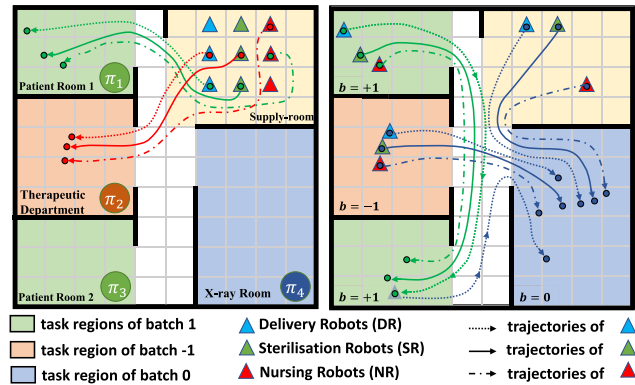 Patient Room 1
π₁
Supply-room
Therapeutic
Department
π₂
Patient Room 2
π₃
X-ray Room
π₄
b = +1
b = −1
b = +1
b = 0
task regions of batch 1
task region of batch -1
task regions of batch 0
Delivery Robots (DR)
Sterilisation Robots (SR)
Nursing Robots (NR)
trajectories of
trajectories of
trajectories of